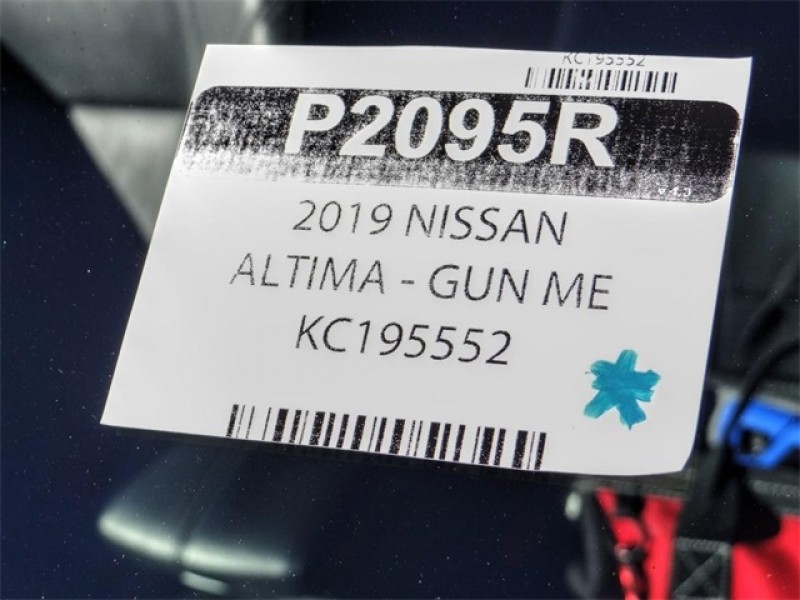 KC195552
P2095R
2019 NISSAN
ALTIMA - GUN ME
KC195552